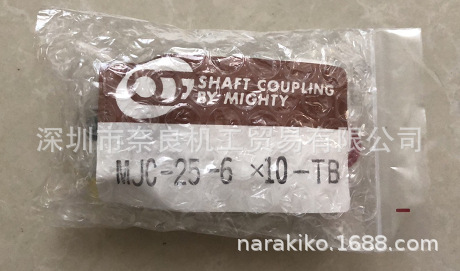 SHAFT COUPLING
BY MIGHTY
深圳市奈良机工贸易有限公司
MJC-25-6 ×10-TB
narakiko.1688.com